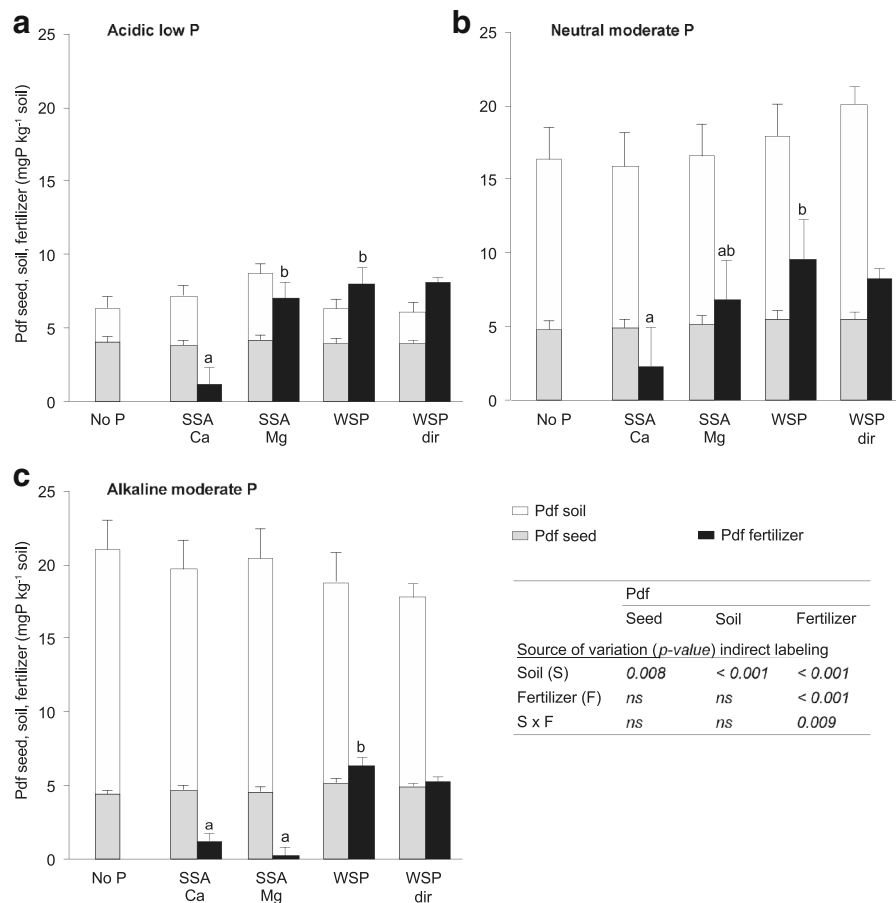 a Acidic low P
25
20
15
10
5
0
Pdf seed, soil, fertilizer (mgP kg-1 soil)
a
b
b
No P SSA Ca SSA Mg WSP WSP dir
b Neutral moderate P
25
20
15
10
5
0
a
ab
b
No P SSA Ca SSA Mg WSP WSP dir
c Alkaline moderate P
25
20
15
10
5
0
Pdf seed, soil, fertilizer (mgP kg-1 soil)
a
a
b
No P SSA Ca SSA Mg WSP WSP dir
Pdf soil
Pdf seed Pdf fertilizer
Pdf
Seed Soil Fertilizer
Source of variation (p-value) indirect labeling
Soil (S) 0.008 < 0.001 < 0.001
Fertilizer (F) ns ns < 0.001
S x F ns ns 0.009